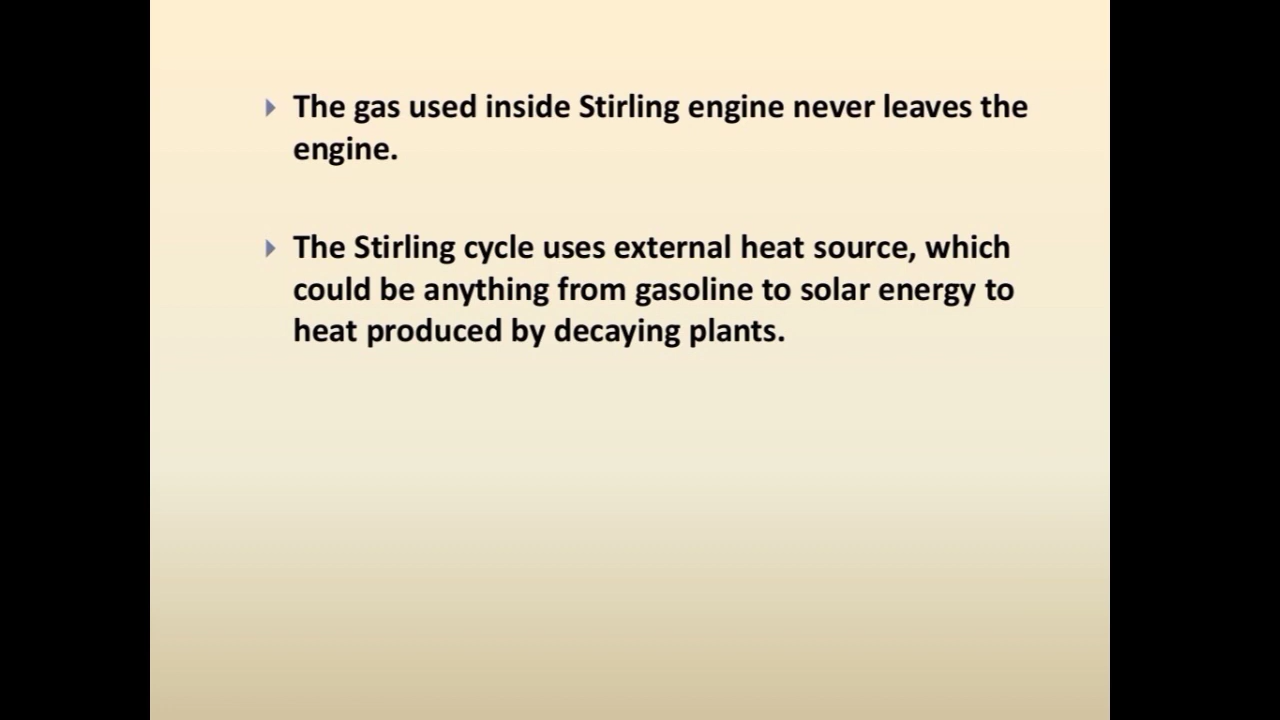 The gas used inside Stirling engine never leaves the
engine.
The Stirling cycle uses external heat source, which
could be anything from gasoline to solar energy to
heat produced by decaying plants.